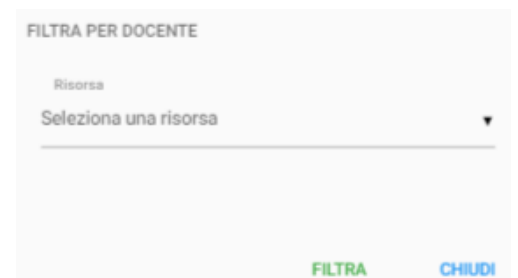 FILTRA PER DOCENTE
Risorsa
Seleziona una risorsa
FILTRA CHIUDI